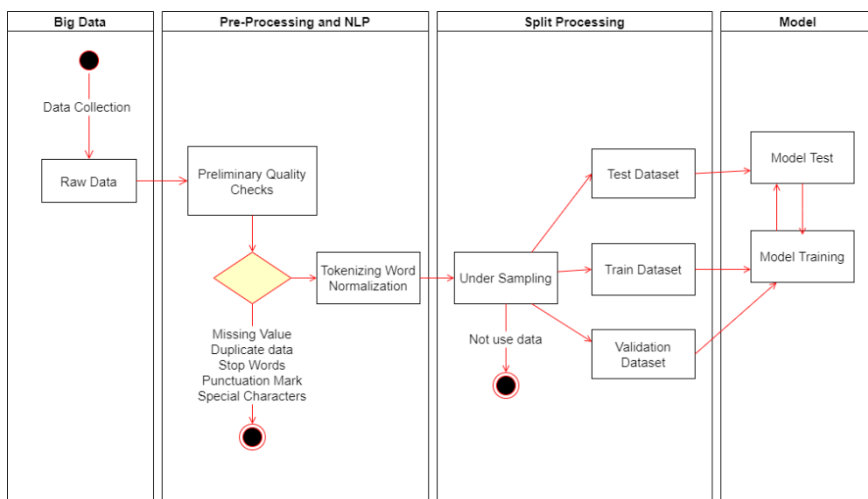 Big Data
Pre-Processing and NLP
Split Processing
Model
Data Collection
Raw Data
Preliminary Quality
Checks
Tokenizing Word
Normalization
Missing Value
Duplicate data
Stop Words
Punctuation Mark
Special Characters
Under Sampling
Not use data
Test Dataset
Train Dataset
Validation
Dataset
Model Test
Model Training